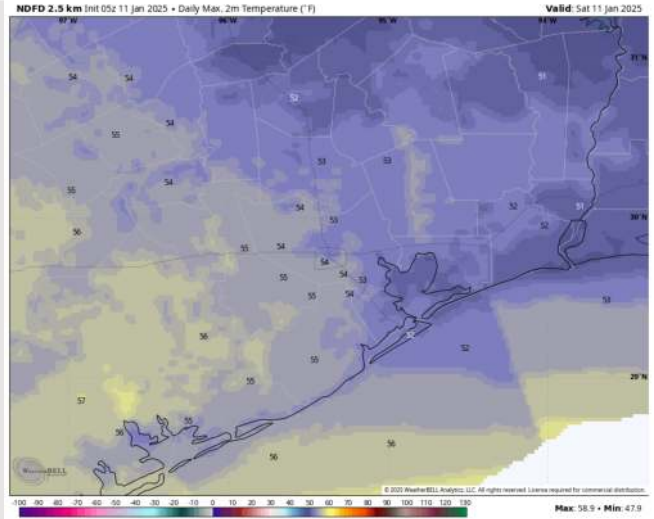 NDFD 2.5 km Init 05z 11 Jan 2025 • Daily Max. 2m Temperature (°F) Valid: Sat 11 Jan 2025
97°W 96°W 95°W 94°W
31°N
54 54 52 51
54
55
53 53
54
55
54 52 51
53 52 30°N
56
55 54
54
55 54 53
55 54 53
56 52
52
55
29°N
55
57
55
56
56
56
WeatherBELL
© 2025 WeatherBELL Analytics, LLC. All rights reserved. License required for commercial distribution.
-100 -90 -80 -70 -60 -50 -40 -30 -20 -10 0 10 20 30 40 50 60 70 80 90 100 110 120 130
Max: 58.9 • Min: 47.9